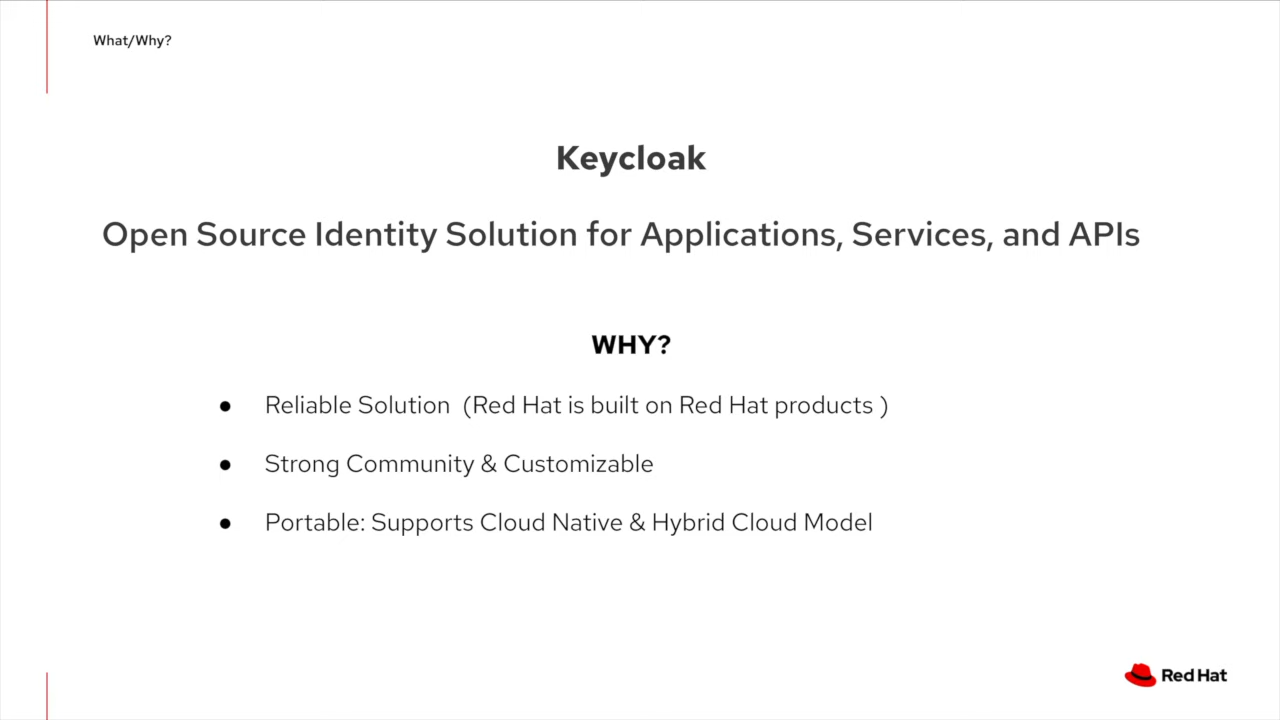 What/Why?
Keycloak
Open Source Identity Solution for Applications, Services, and APIs
WHY?
● Reliable Solution (Red Hat is built on Red Hat products )
● Strong Community & Customizable
● Portable: Supports Cloud Native & Hybrid Cloud Model
Red Hat